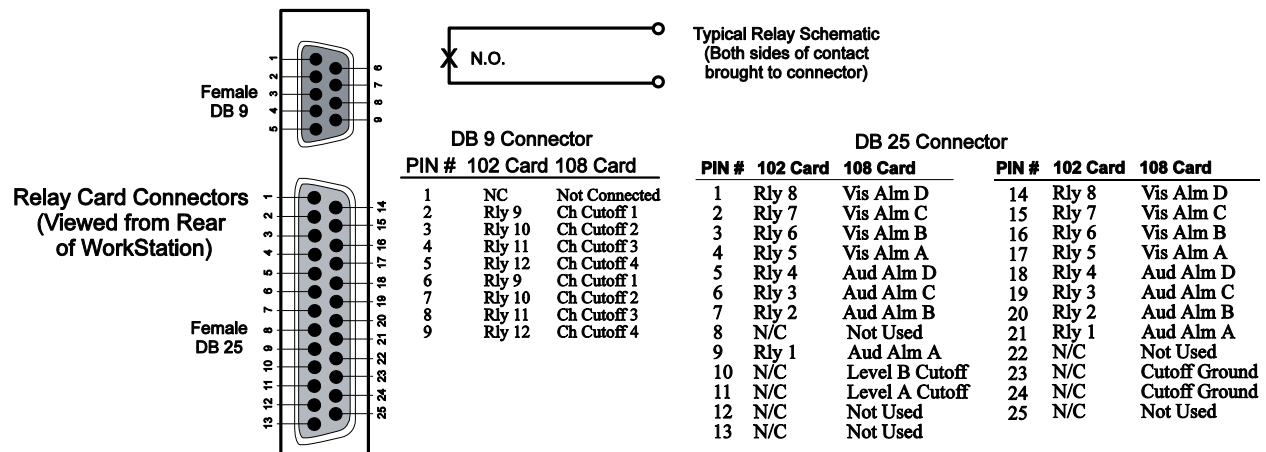 Typical Relay Schematic
(Both sides of contact
brought to connector)
N.O.
Female
DB 9
1
2
3
4
5
6
7
8
9
Relay Card Connectors
(Viewed from Rear
of WorkStation)
Female
DB 25
1
2
3
4
5
6
7
8
9
10
11
12
13
14
15
16
17
18
19
20
21
22
23
24
25
DB 9 Connector
PIN # 102 Card 108 Card
1 NC Not Connected
2 Rly 9 Ch Cutoff 1
3 Rly 10 Ch Cutoff 2
4 Rly 11 Ch Cutoff 3
5 Rly 12 Ch Cutoff 4
6 Rly 9 Ch Cutoff 1
7 Rly 10 Ch Cutoff 2
8 Rly 11 Ch Cutoff 3
9 Rly 12 Ch Cutoff 4
DB 25 Connector
PIN # 102 Card 108 Card
1 Rly 8 Vis Alm D
2 Rly 7 Vis Alm C
3 Rly 6 Vis Alm B
4 Rly 5 Vis Alm A
5 Rly 4 Aud Alm D
6 Rly 3 Aud Alm C
7 Rly 2 Aud Alm B
8 N/C Not Used
9 Rly 1 Aud Alm A
10 N/C Level B Cutoff
11 N/C Level A Cutoff
12 N/C Not Used
13 N/C Not Used
PIN # 102 Card 108 Card
14 Rly 8 Vis Alm D
15 Rly 7 Vis Alm C
16 Rly 6 Vis Alm B
17 Rly 5 Vis Alm A
18 Rly 4 Aud Alm D
19 Rly 3 Aud Alm C
20 Rly 2 Aud Alm B
21 Rly 1 Aud Alm A
22 N/C Not Used
23 N/C Cutoff Ground
24 N/C Cutoff Ground
25 N/C Not Used